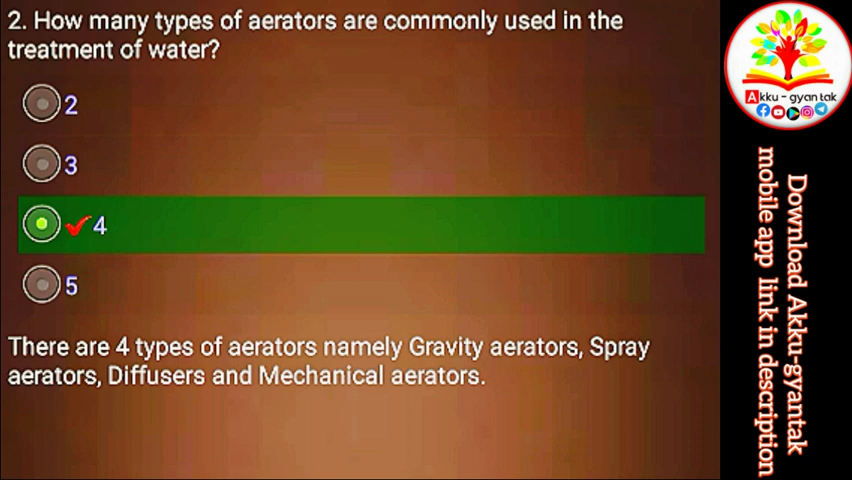 2. How many types of aerators are commonly used in the
treatment of water?
2
3
4
5
There are 4 types of aerators namely Gravity aerators, Spray
aerators, Diffusers and Mechanical aerators.
Akku - gyan tak
Download Akku-gyantak
mobile app link in description